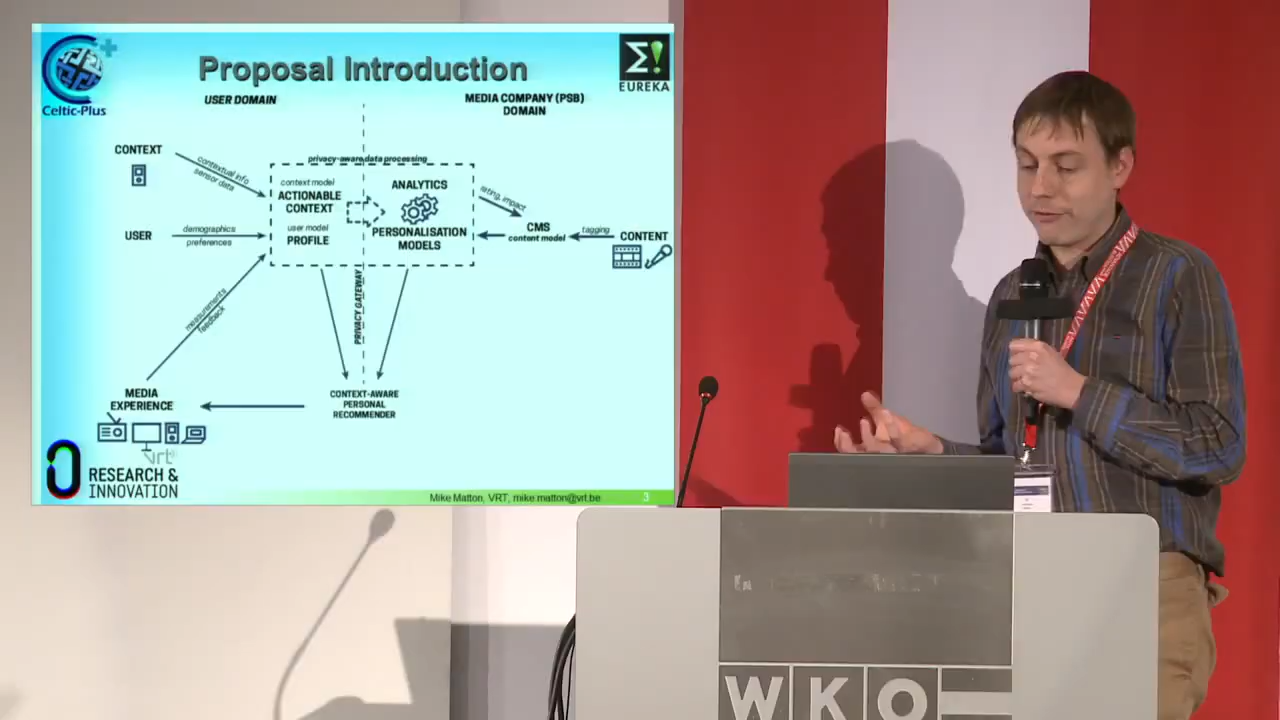 Proposal Introduction
Celtic-Plus
Σ!
EUREKA
USER DOMAIN
MEDIA COMPANY (PSB)
DOMAIN
CONTEXT
contextual info
sensor data
privacy-aware data processing
context model
ACTIONABLE
CONTEXT
user model
PROFILE
ANALYTICS
PERSONALISATION
MODELS
rating, impact
CMS
content model
tagging
CONTENT
USER
demographics
preferences
measurements
feedback
PRIVACY GATEWAY
MEDIA
EXPERIENCE
CONTEXT-AWARE
PERSONAL
RECOMMENDER
vrt
RESEARCH &
INNOVATION
Mike Matton, VRT, mike.matton@vrt.be
3
WKO